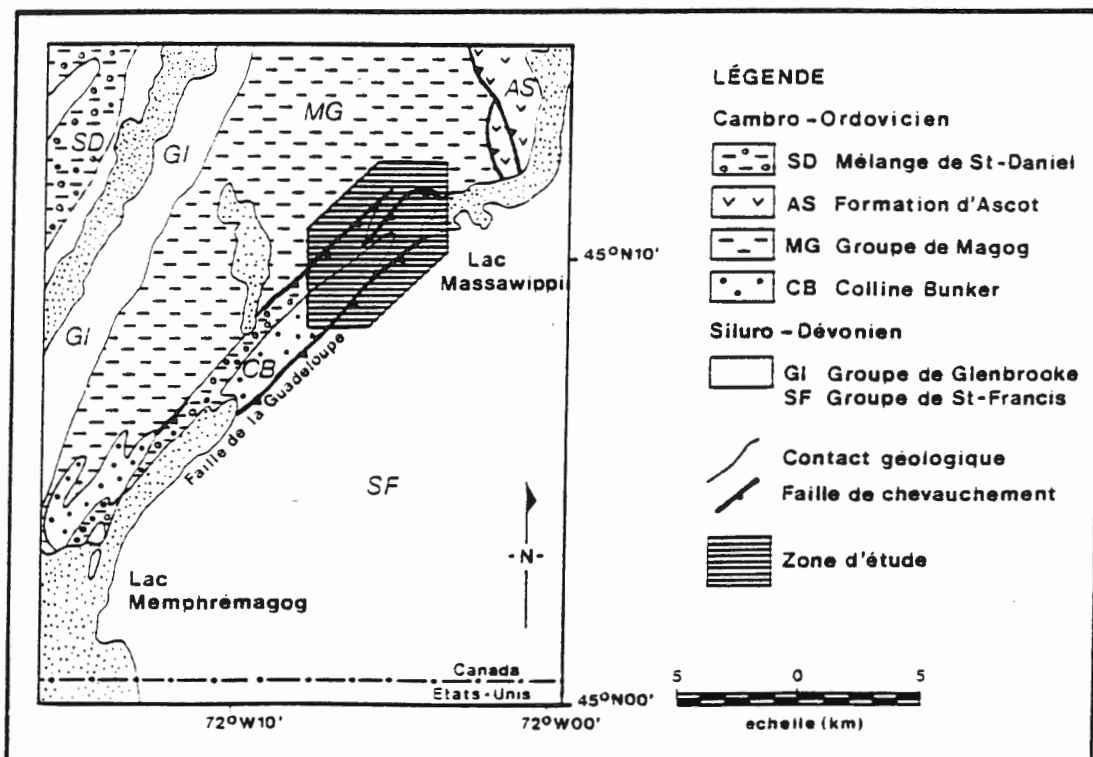 SD
GI
MG
AS
GI
CB
Faille de la Guadeloupe
SF
Lac
Massawippi
Lac
Memphrémagog
-N-
Canada
Etats-Unis
45°N10'
45°N00'
72°W10'
72°W00'
LÉGENDE
Cambro-Ordovicien
SD Mélange de St-Daniel
AS Formation d'Ascot
MG Groupe de Magog
CB Colline Bunker
Siluro-Dévonien
GI Groupe de Glenbrooke
SF Groupe de St-Francis
Contact géologique
Faille de chevauchement
Zone d'étude
5 0 5
echelle (km)